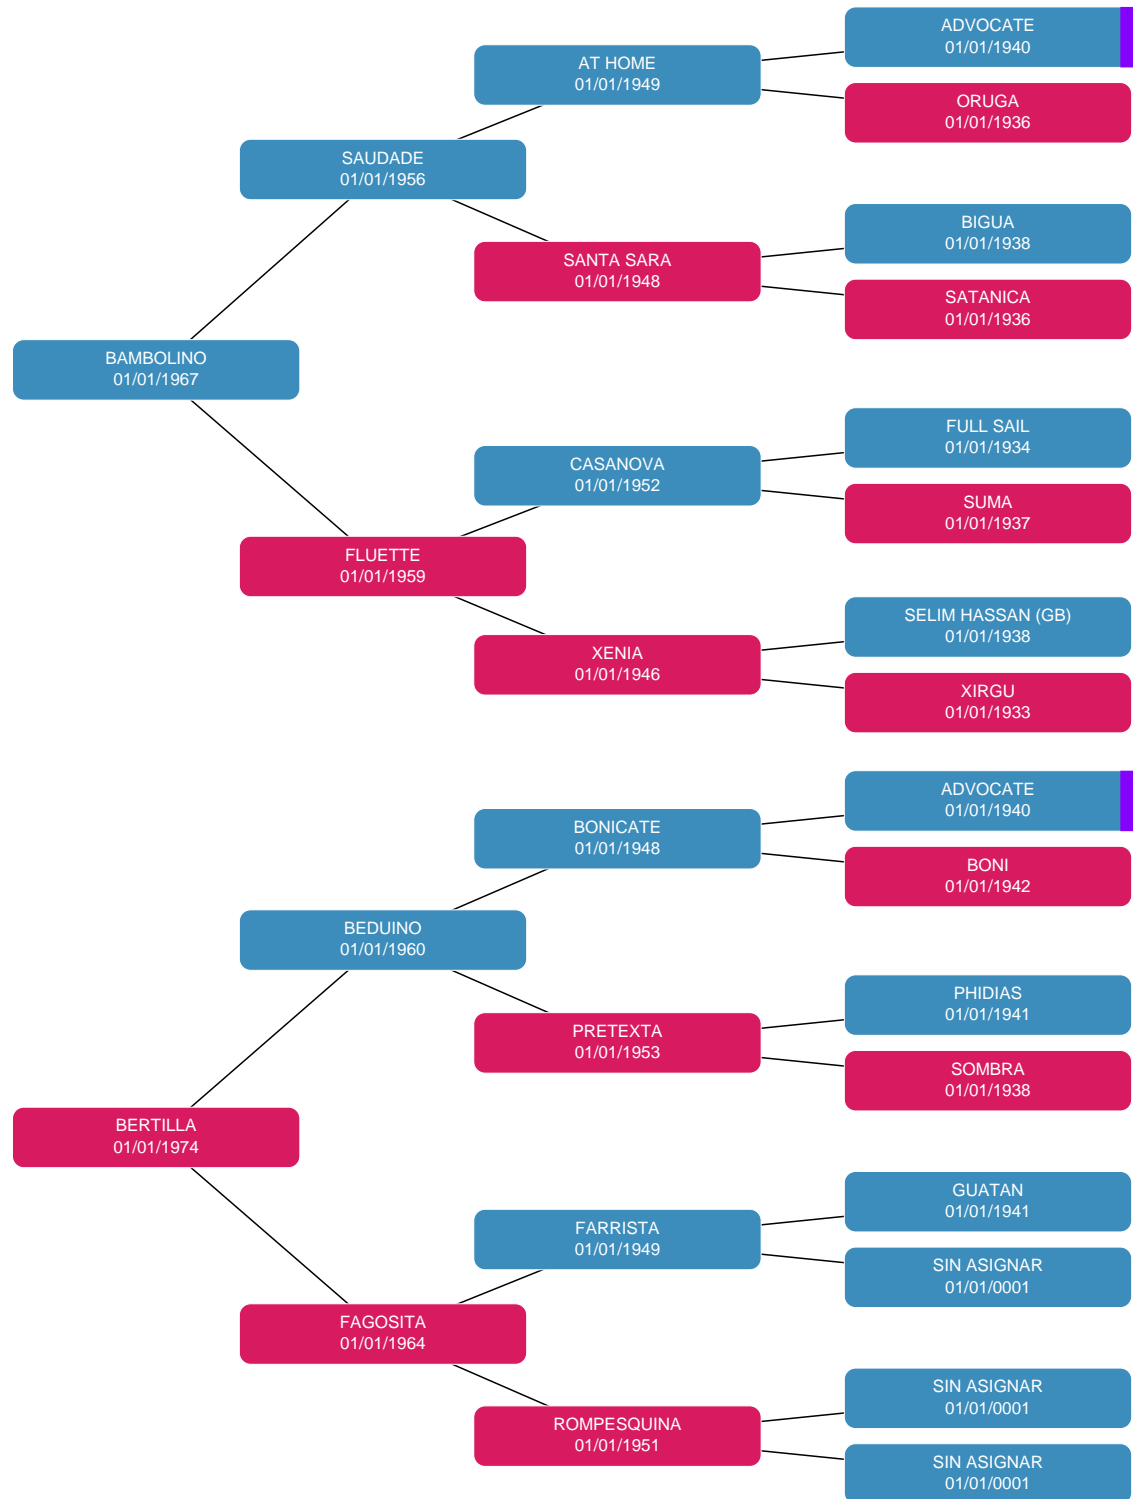 ADVOCATE
01/01/1940
AT HOME
01/01/1949
ORUGA
01/01/1936
SAUDADE
01/01/1956
BIGUA
01/01/1938
SANTA SARA
01/01/1948
SATANICA
01/01/1936
BAMBOLINO
01/01/1967
FULL SAIL
01/01/1934
CASANOVA
01/01/1952
SUMA
01/01/1937
FLUETTE
01/01/1959
SELIM HASSAN (GB)
01/01/1938
XENIA
01/01/1946
XIRGU
01/01/1933
ADVOCATE
01/01/1940
BONICATE
01/01/1948
BONI
01/01/1942
BEDUINO
01/01/1960
PHIDIAS
01/01/1941
PRETEXTA
01/01/1953
SOMBRA
01/01/1938
BERTILLA
01/01/1974
GUATAN
01/01/1941
FARRISTA
01/01/1949
SIN ASIGNAR
01/01/0001
FAGOSITA
01/01/1964
SIN ASIGNAR
01/01/0001
ROMPESQUINA
01/01/1951
SIN ASIGNAR
01/01/0001